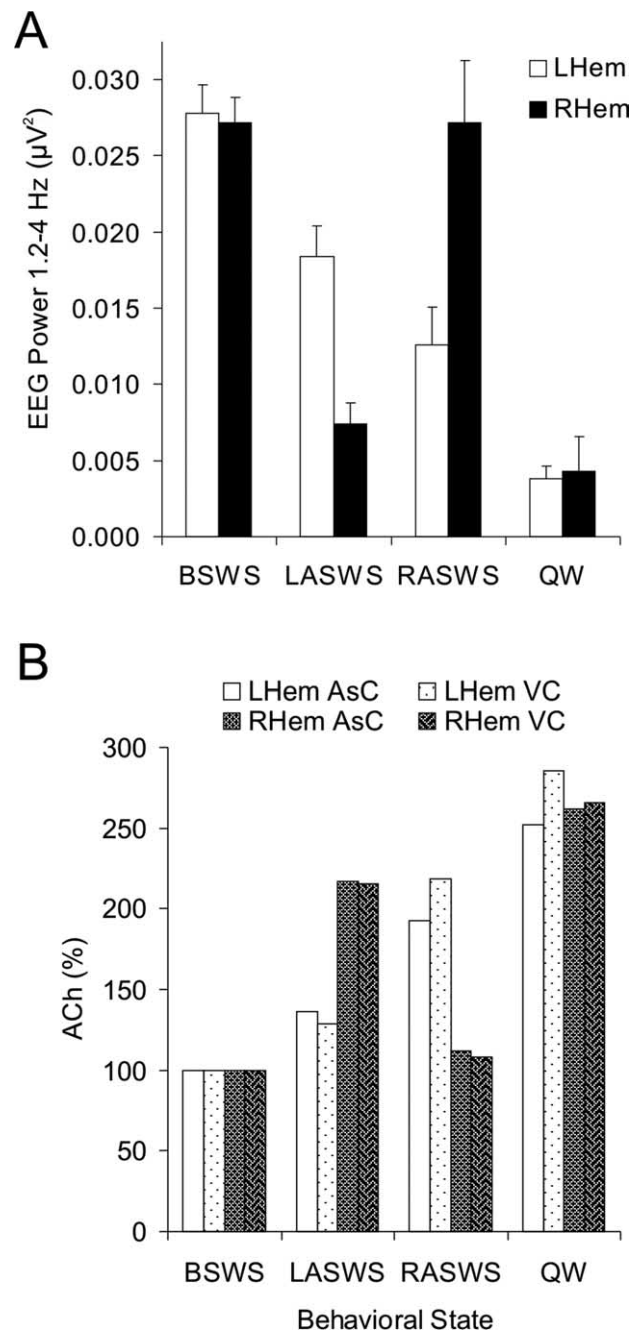 A
LHem
RHem
EEG Power 1.2-4 Hz (µV²)
0.030
0.025
0.020
0.015
0.010
0.005
0.000
BSWS LASWS RASWS QW
B
LHem AsC LHem VC
RHem AsC RHem VC
ACh (%)
300
250
200
150
100
50
0
BSWS LASWS RASWS QW
Behavioral State